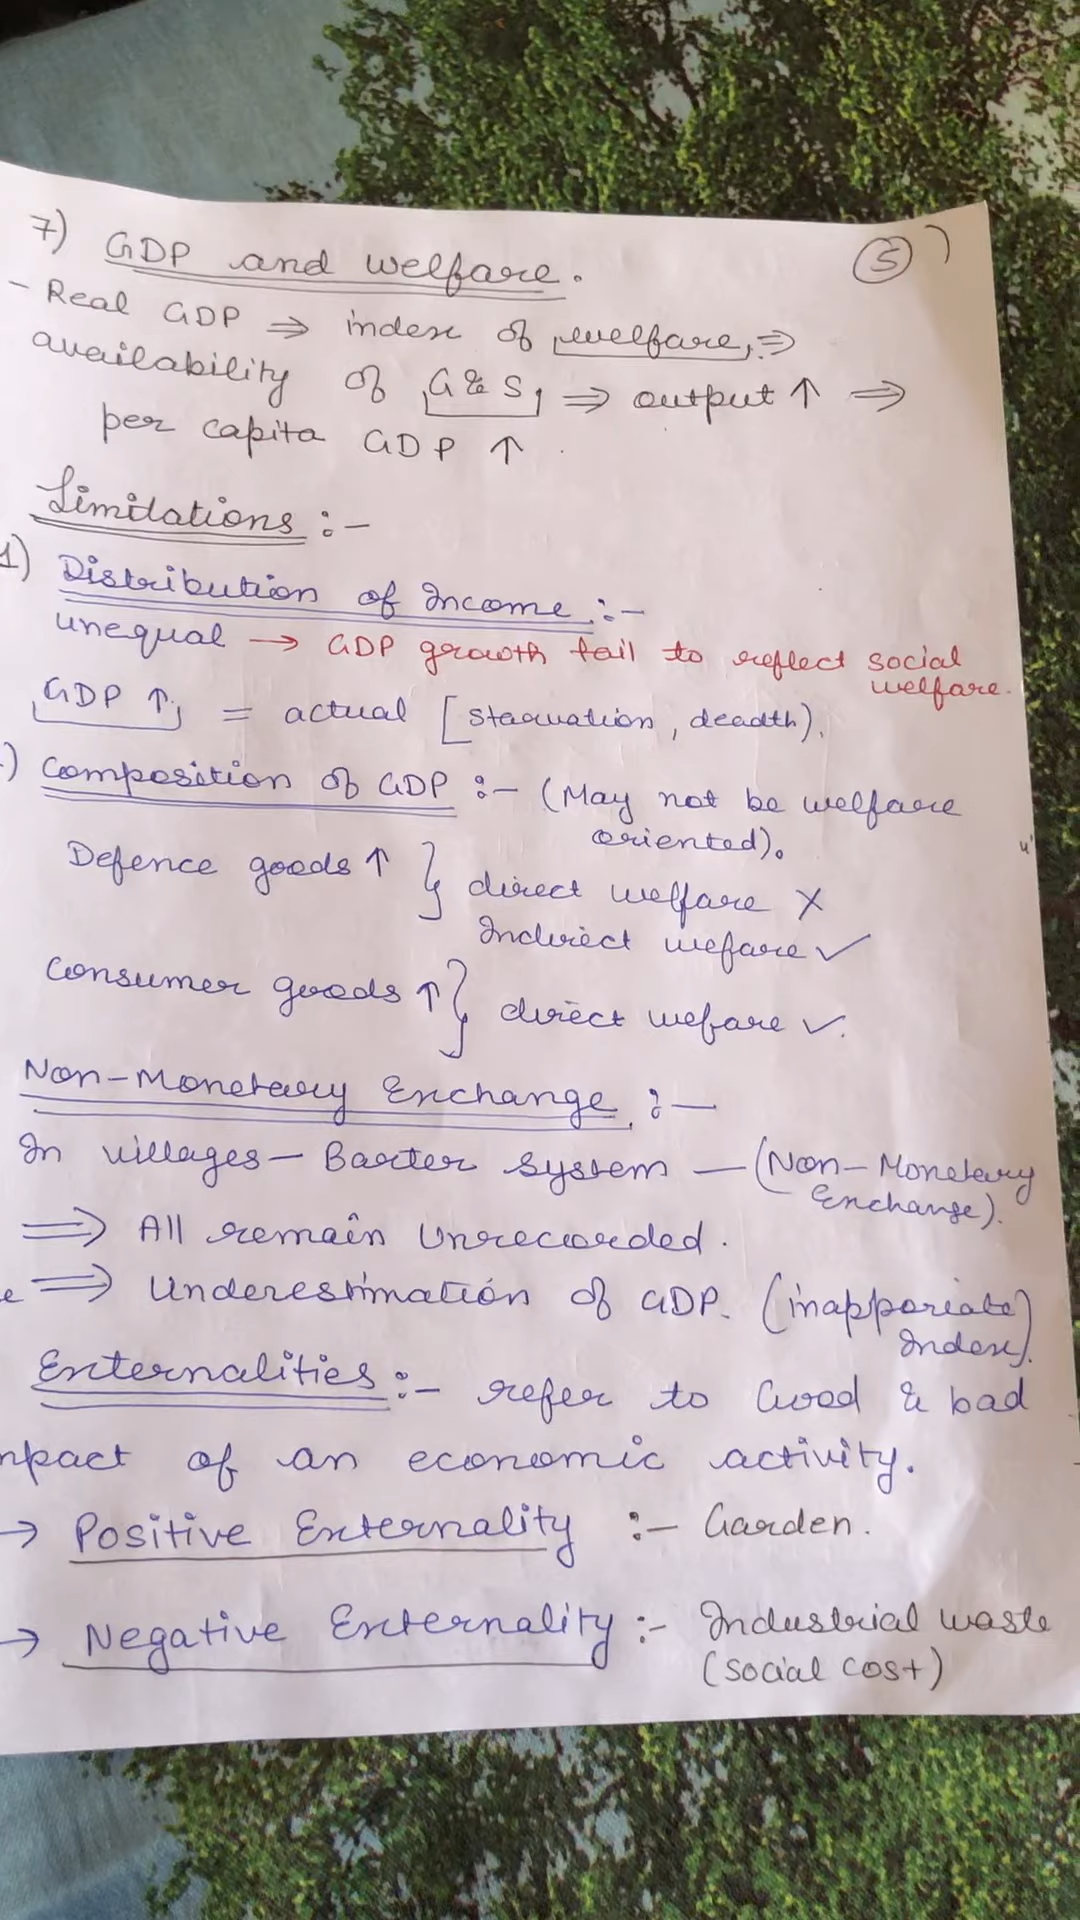 7) GDP and welfare. 5)
- Real GDP ⇒ index of welfare, ⇒
availability of G & S, ⇒ output ↑ ⇒
per capita GDP ↑
Limitations :-
1) Distribution of Income :-
unequal → GDP growth fail to reflect social
welfare.
GDP ↑ = actual [starvation, deadth).
) Composition of GDP :- (May not be welfare
oriented).
Defence goods ↑ } direct welfare X
Indirect wefare ✓
Consumer goods ↑ } direct wefare ✓.
Non-Monetary Exchange :-
In villages - Barter system - (Non-Monetary
Exchange).
⇒ All remain Unrecorded.
e ⇒ Underestimation of GDP. (inapporiate)
Index).
Externalities :- refer to Good & bad
mpact of an economic activity.
→ Positive Externality :- Garden.
→ Negative Externality :- Industrial waste
(social cost)